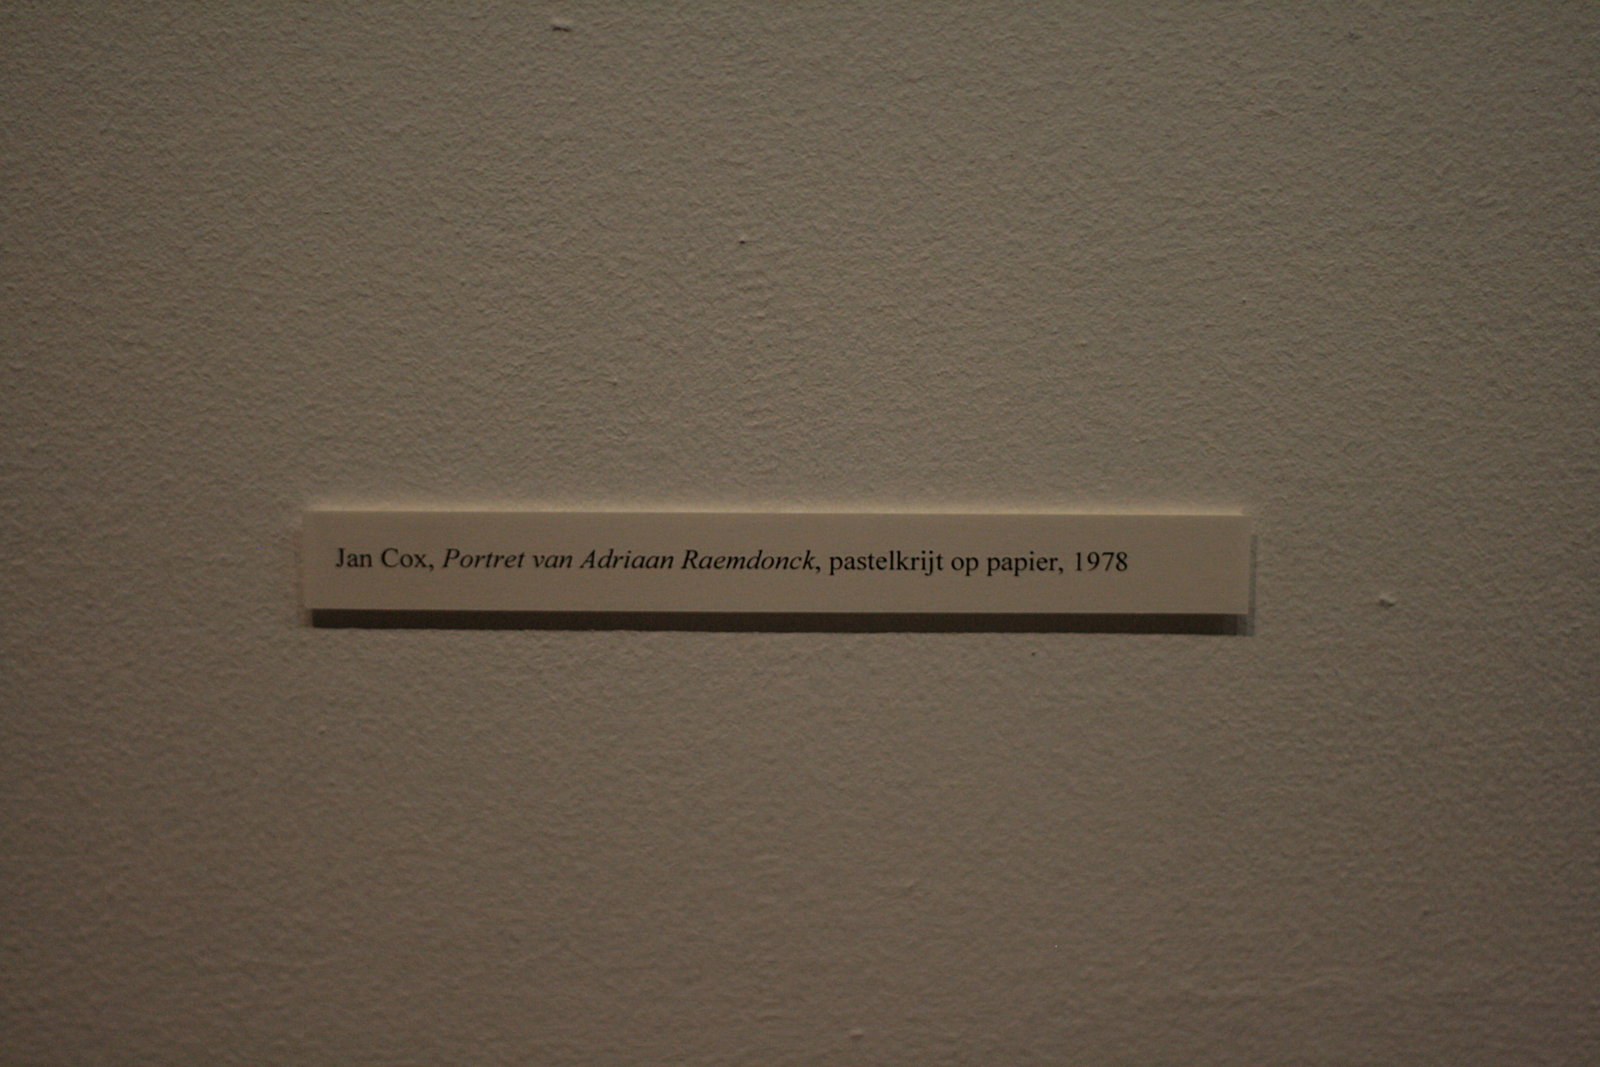 Jan Cox, Portret van Adriaan Raemdonck, pastelkrijt op papier, 1978